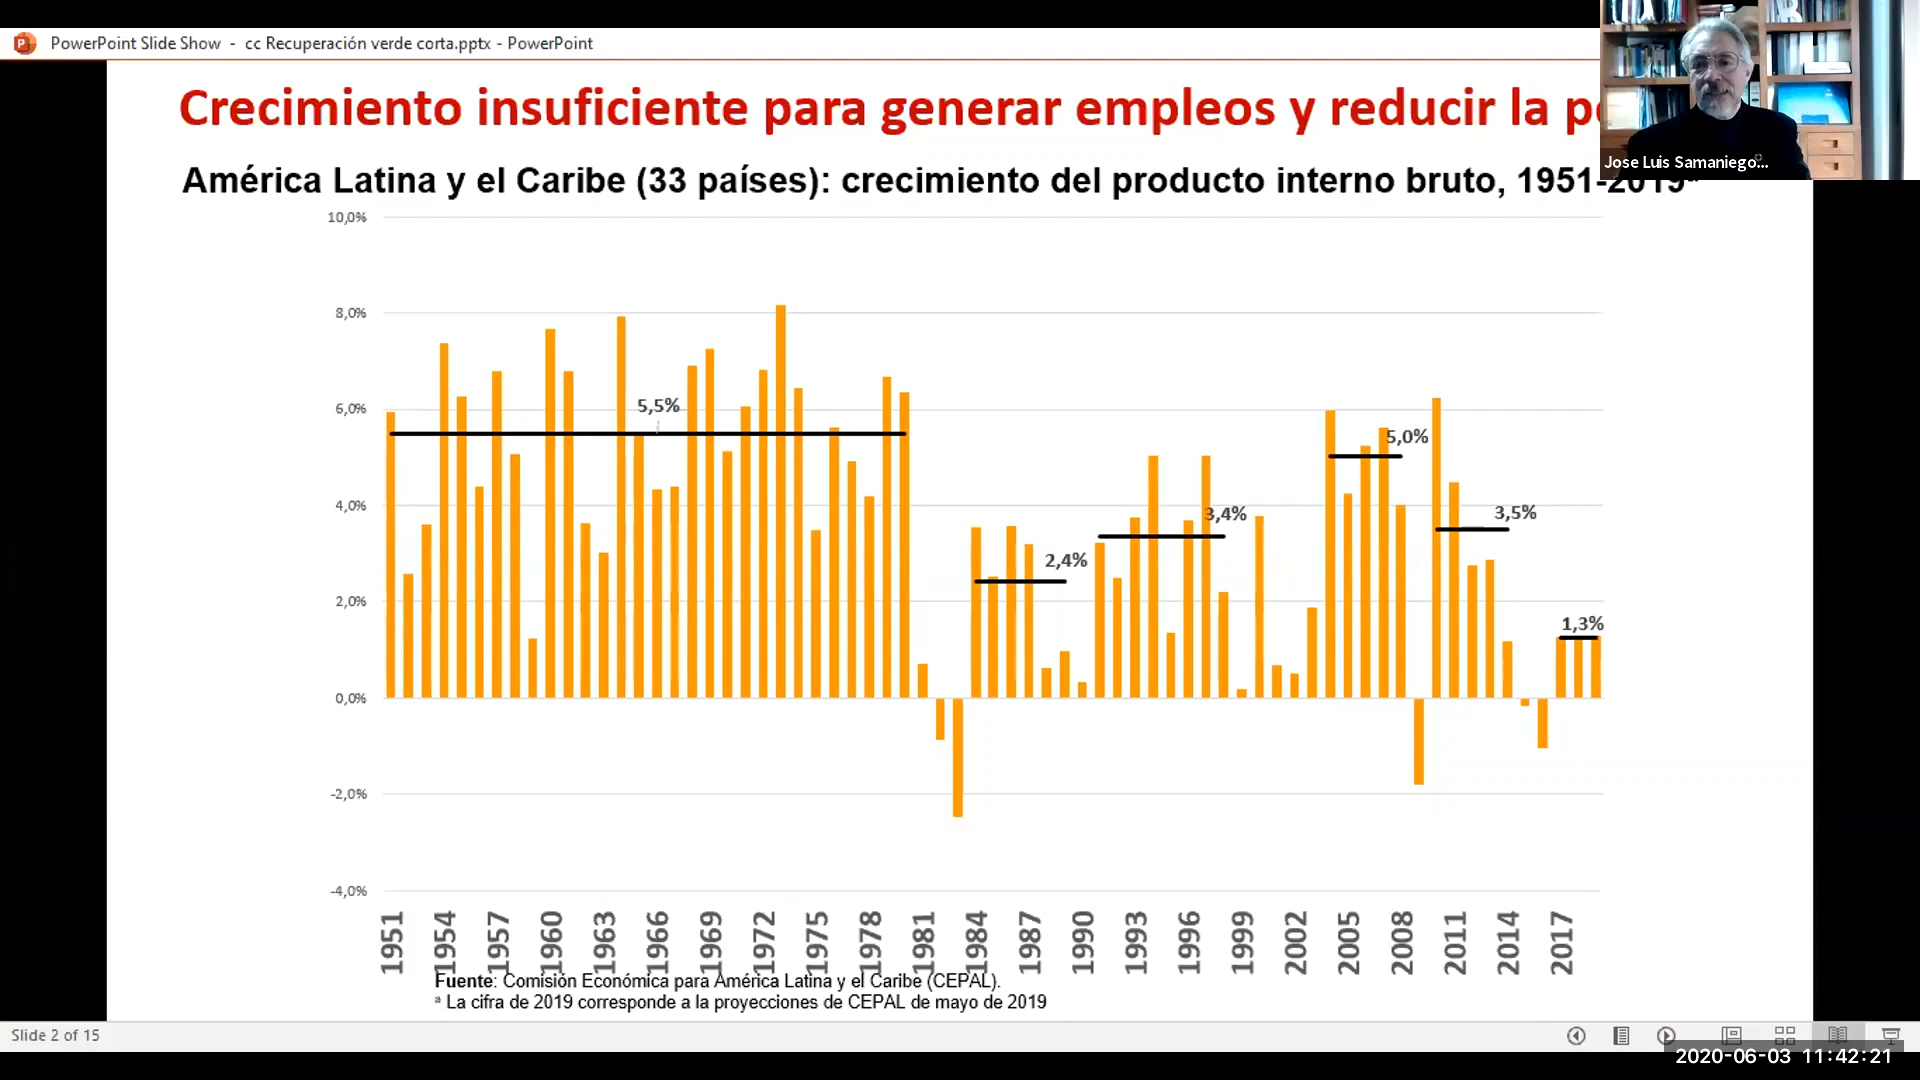 PowerPoint Slide Show - cc Recuperación verde corta.pptx - PowerPoint
Crecimiento insuficiente para generar empleos y reducir la
Jose Luis Samaniego...
América Latina y el Caribe (33 países): crecimiento del producto interno bruto, 1951-2019ª
10,0%
8,0%
6,0%
4,0%
2,0%
0,0%
-2,0%
-4,0%
5,5%
2,4%
3,4%
5,0%
3,5%
1,3%
1951 1954 1957 1960 1963 1966 1969 1972 1975 1978 1981 1984 1987 1990 1993 1996 1999 2002 2005 2008 2011 2014 2017
Fuente: Comisión Económica para América Latina y el Caribe (CEPAL).
ª La cifra de 2019 corresponde a la proyecciones de CEPAL de mayo de 2019
Slide 2 of 15
2020-06-03 11:42:21